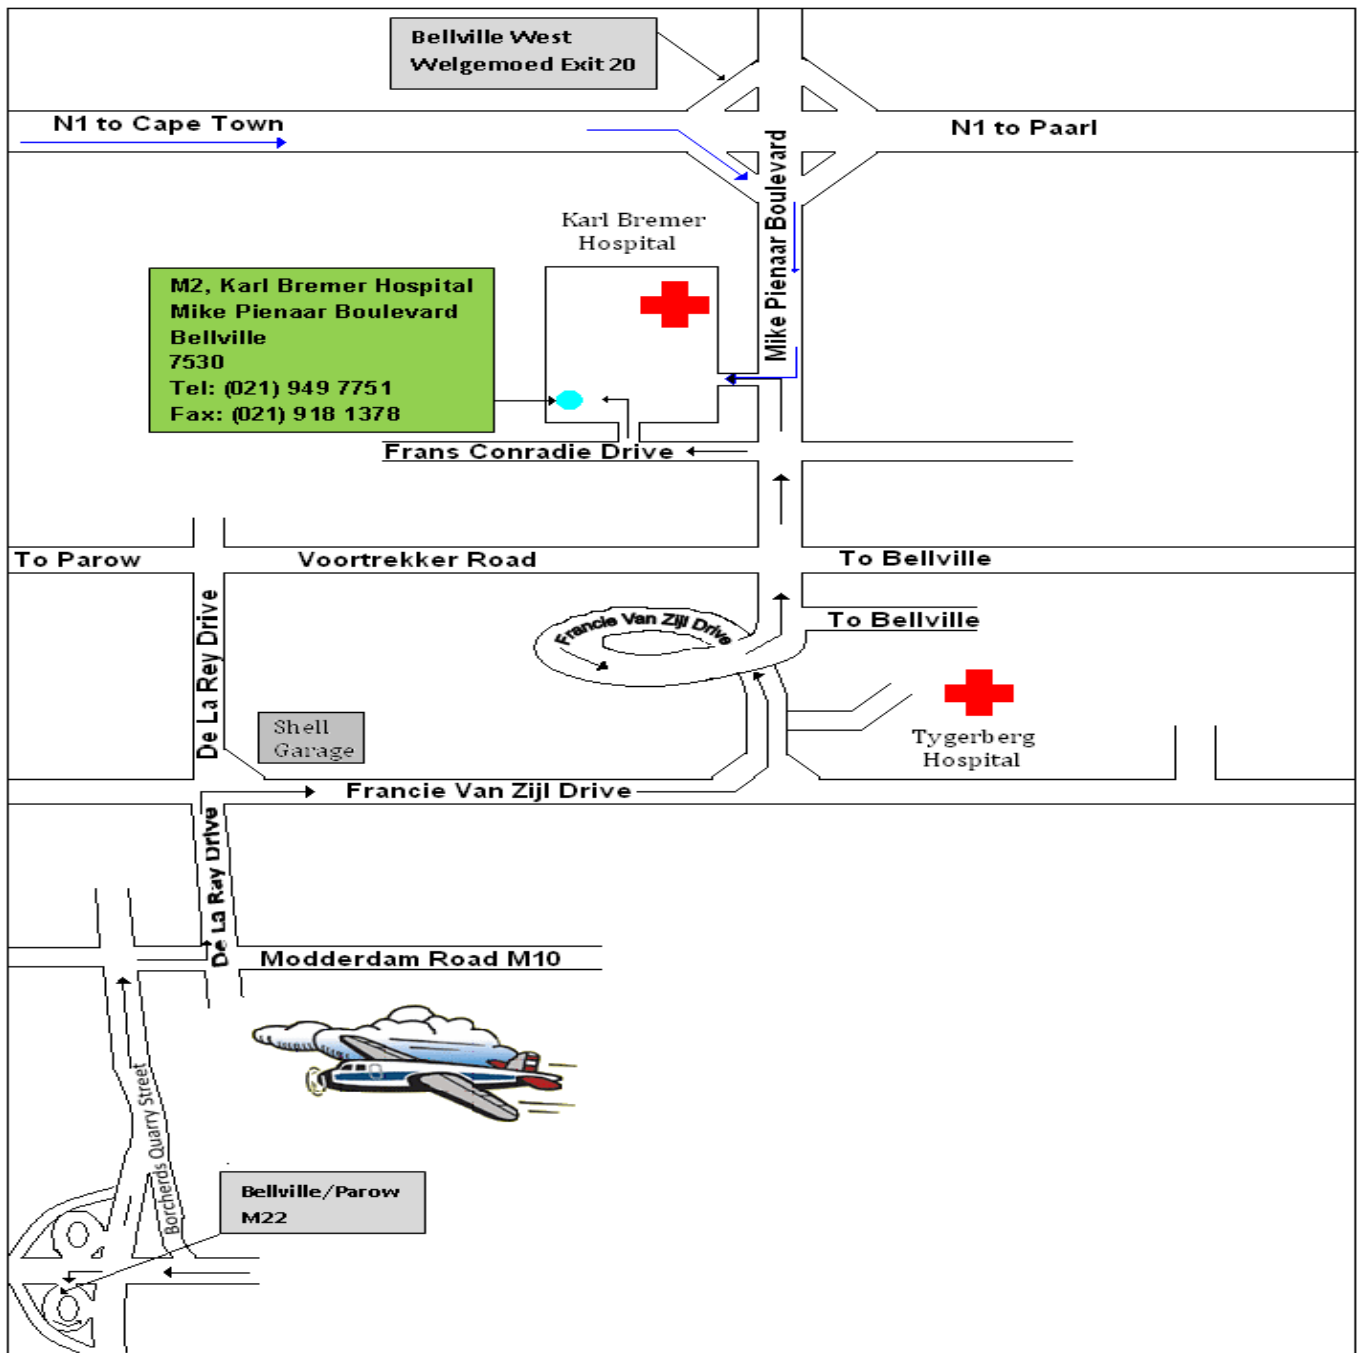 Bellville West
Welgemoed Exit 20
N1 to Cape Town
N1 to Paarl
Mike Pienaar Boulevard
Karl Bremer
Hospital
M2, Karl Bremer Hospital
Mike Pienaar Boulevard
Bellville
7530
Tel: (021) 949 7751
Fax: (021) 918 1378
Frans Conradie Drive
To Parow
Voortrekker Road
To Bellville
De La Rey Drive
Francie Van Zijl Drive
To Bellville
Shell
Garage
Tygerberg
Hospital
Francie Van Zijl Drive
De La Ray Drive
Modderdam Road M10
Borcherds Quarry Street
Bellville/Parow
M22